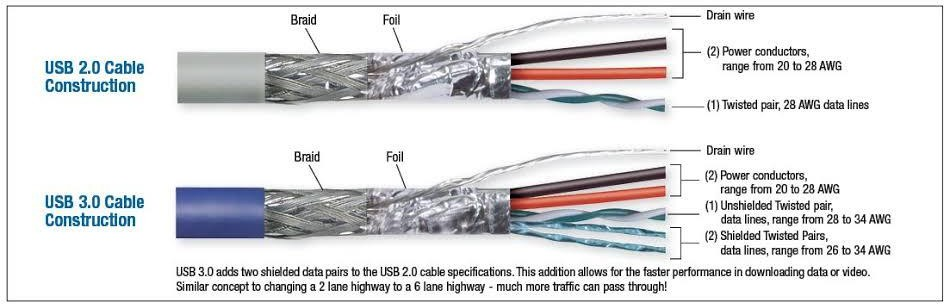 Braid
Foil
Drain wire
USB 2.0 Cable
Construction
(2) Power conductors,
range from 20 to 28 AWG
(1) Twisted pair, 28 AWG data lines
Braid
Foil
Drain wire
USB 3.0 Cable
Construction
(2) Power conductors,
range from 20 to 28 AWG
(1) Unshielded Twisted pair,
data lines, range from 28 to 34 AWG
(2) Shielded Twisted Pairs,
data lines, range from 26 to 34 AWG
USB 3.0 adds two shielded data pairs to the USB 2.0 cable specifications. This addition allows for the faster performance in downloading data or video.
Similar concept to changing a 2 lane highway to a 6 lane highway - much more traffic can pass through!